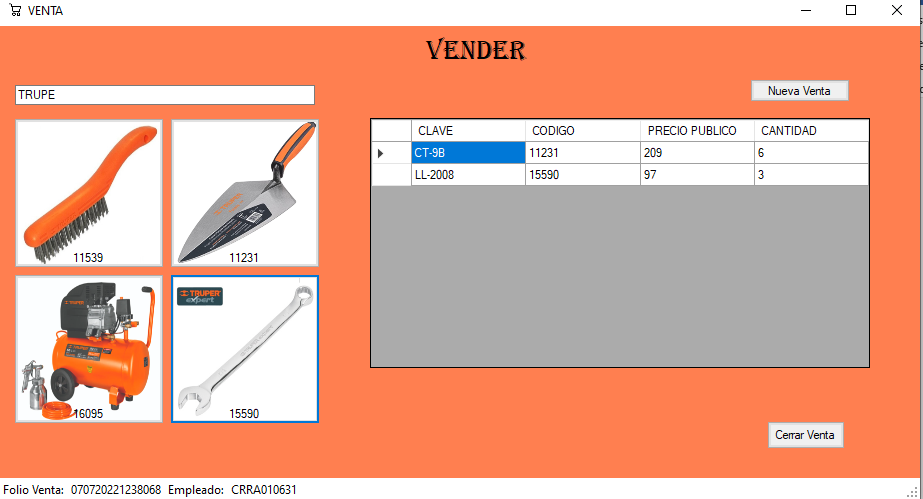 VENTA
VENDER
TRUPE
Nueva Venta
CLAVE CODIGO PRECIO PUBLICO CANTIDAD
CT-9B 11231 209 6
LL-2008 15590 97 3
11539
11231
TRUPER
expert
16095
15590
Cerrar Venta
Folio Venta: 070720221238068 Empleado: CRRA010631